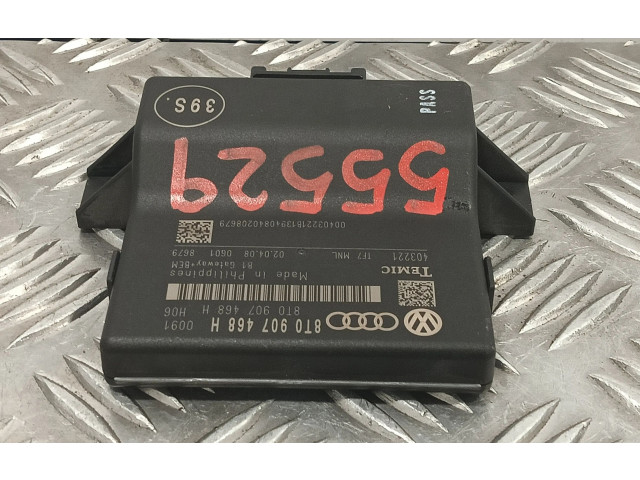 8T0 907 468 H 0091
8T0 907 468 H H06
TEMIC Made in Philippines
B1 Gateway+BEM
403221 TF7 MNL 02.04.08 0601 8679
55529
39S.
PASS